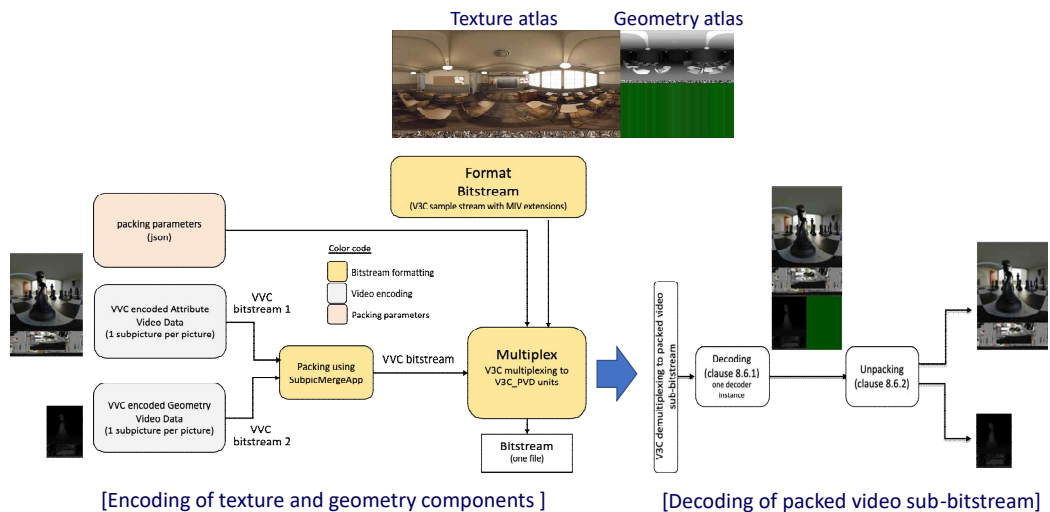 Texture atlas
Geometry atlas
Format
Bitstream
(V3C sample stream with MIV extensions)
packing parameters
(json)
Color code
Bitstream formatting
Video encoding
Packing parameters
VVC encoded Attribute
Video Data
(1 subpicture per picture)
VVC
bitstream 1
Packing using
SubpicMergeApp
VVC bitstream
Multiplex
V3C multiplexing to
V3C_PVD units
VVC encoded Geometry
Video Data
(1 subpicture per picture)
VVC
bitstream 2
Bitstream
(one file)
V3C demultiplexing to packed video
sub-bitstream
Decoding
(clause 8.6.1)
one decoder
instance
Unpacking
(clause 8.6.2)
[Encoding of texture and geometry components ]
[Decoding of packed video sub-bitstream]